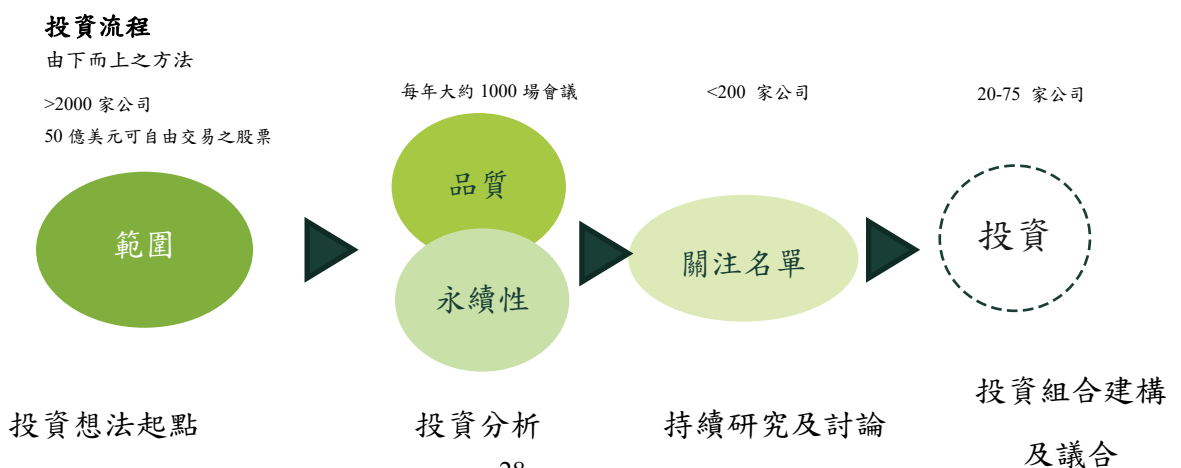 投資流程
由下而上之方法
>2000 家公司
50 億美元可自由交易之股票
每年大約 1000 場會議
<200 家公司
20-75 家公司
範圍
品質
永續性
關注名單
投資
投資想法起點
投資分析
持續研究及討論
投資組合建構
及議合